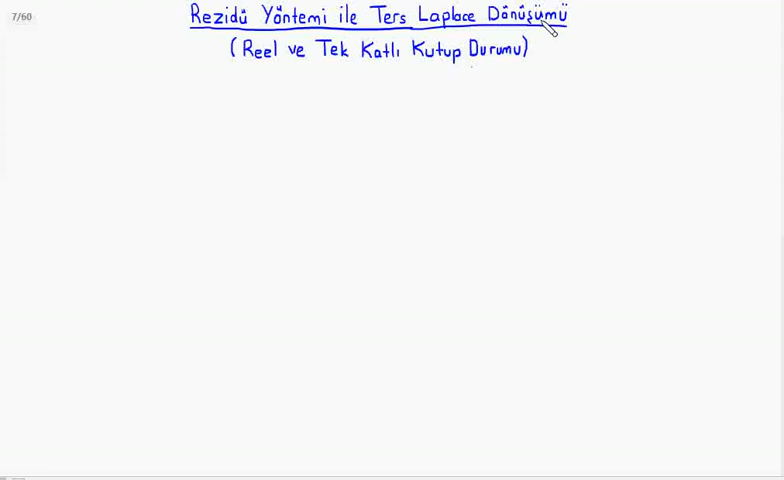 7/60
Rezidü Yöntemi ile Ters Laplace Dönüşümü
(Reel ve Tek Katlı Kutup Durumu)